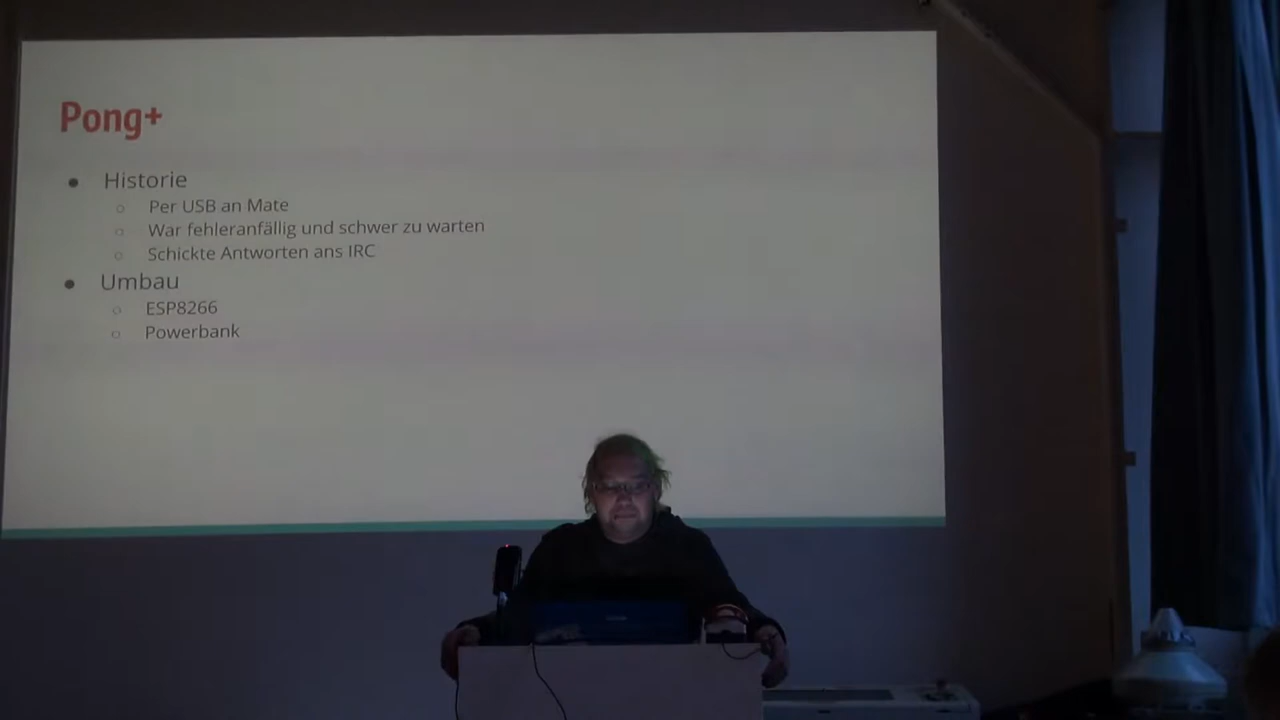 Pong+
Historie
Per USB an Mate
War fehleranfällig und schwer zu warten
Schickte Antworten ans IRC
Umbau
ESP8266
Powerbank